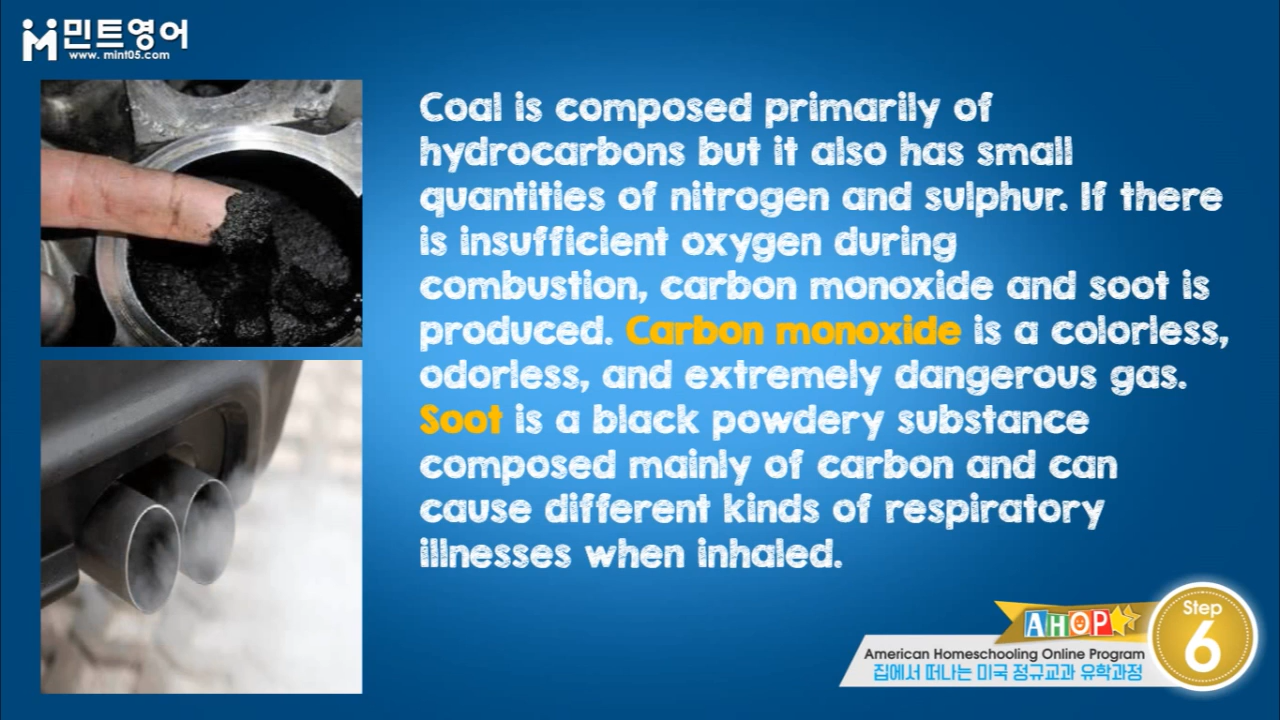 민트영어
www.mint05.com
Coal is composed primarily of
hydrocarbons but it also has small
quantities of nitrogen and sulphur. If there
is insufficient oxygen during
combustion, carbon monoxide and soot is
produced. Carbon monoxide is a colorless,
odorless, and extremely dangerous gas.
Soot is a black powdery substance
composed mainly of carbon and can
cause different kinds of respiratory
illnesses when inhaled.
AHOP
American Homeschooling Online Program
집에서 떠나는 미국 정규교과 유학과정
Step
6